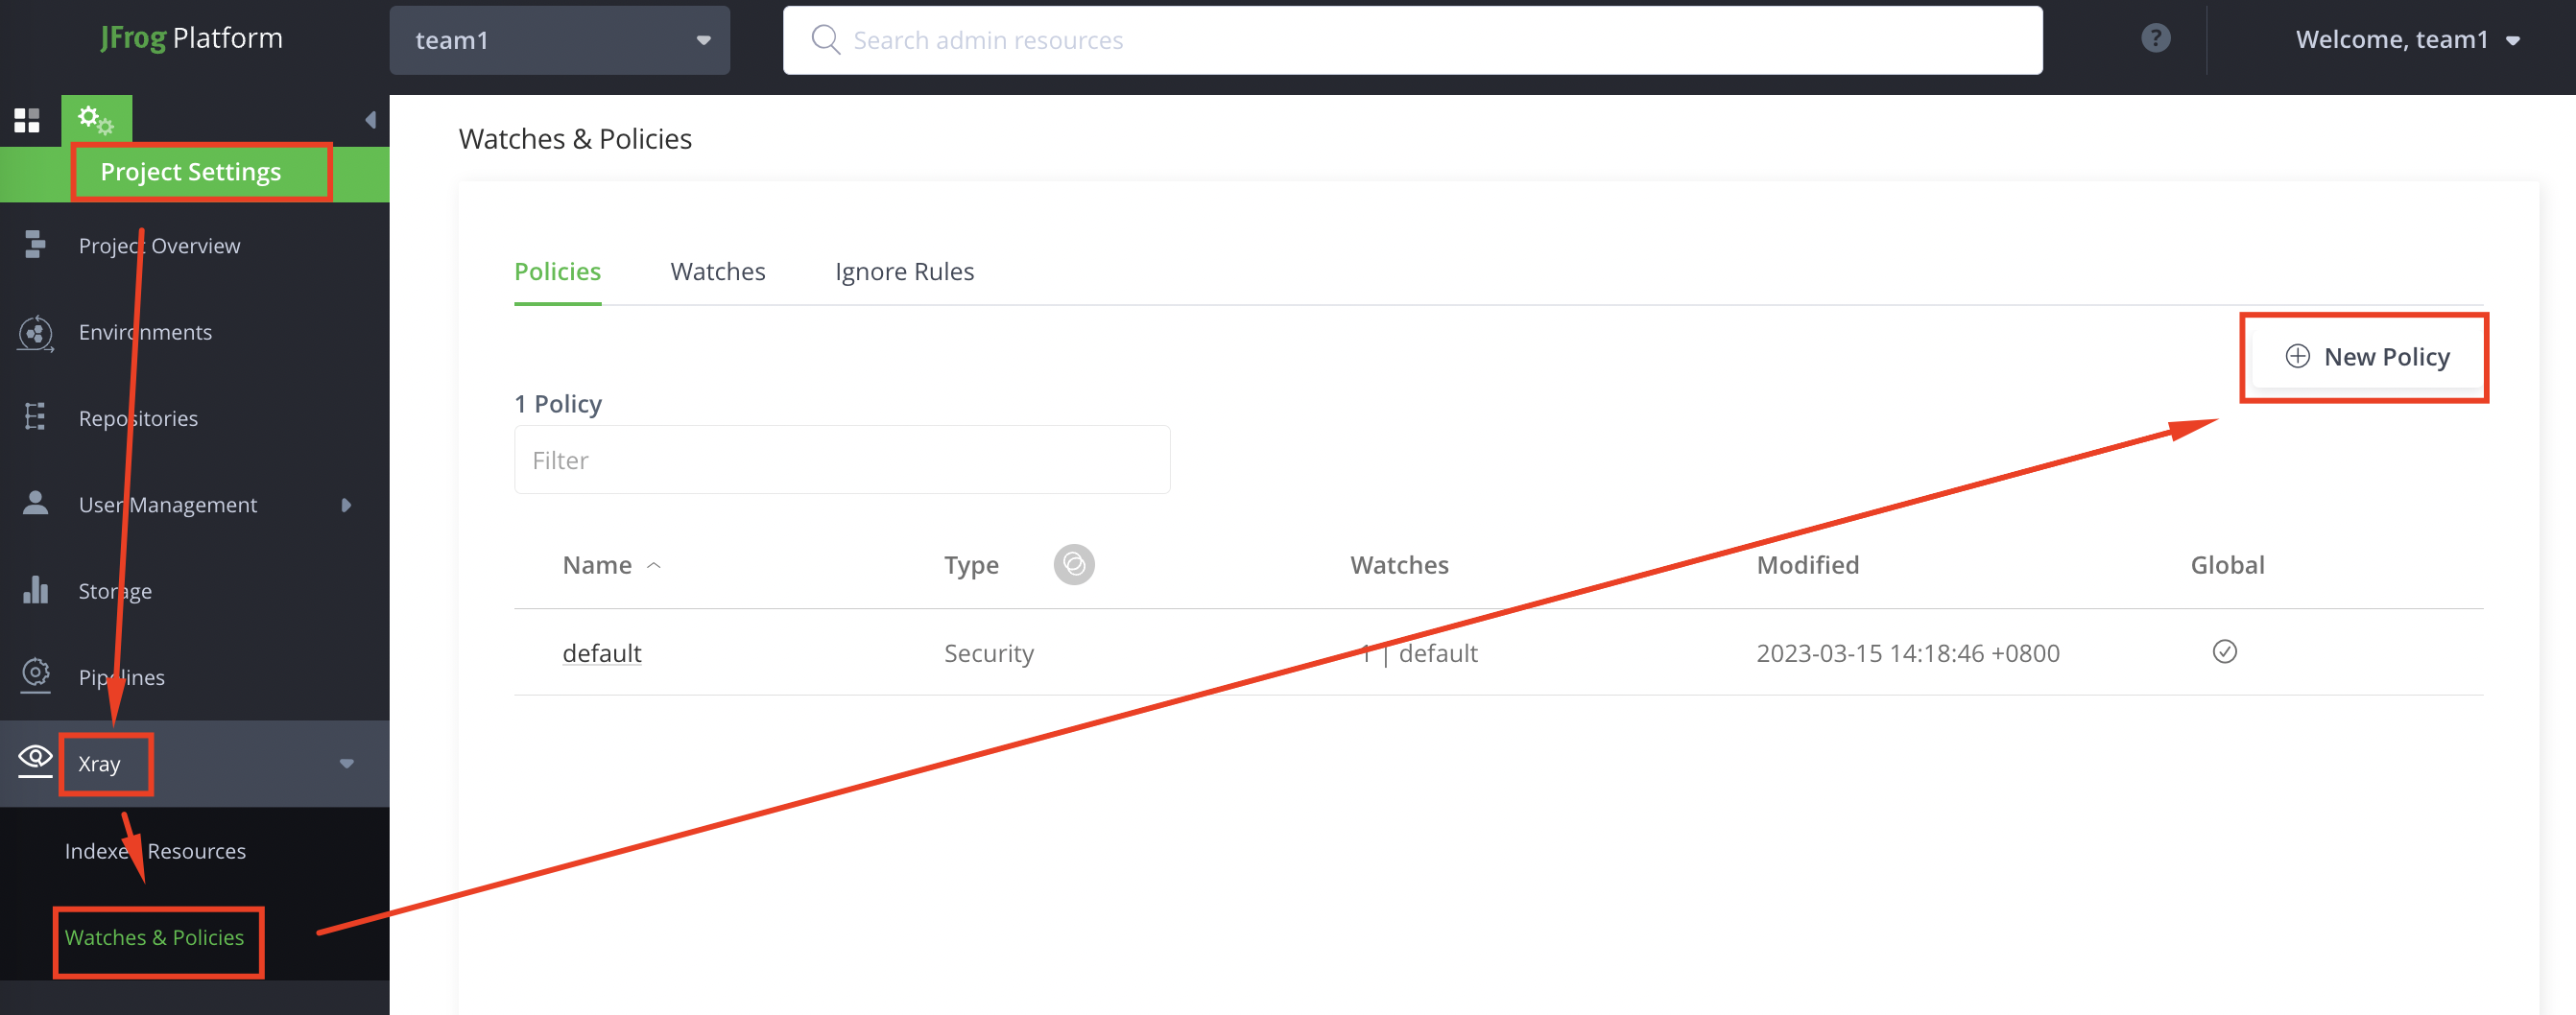 JFrog Platform
team1
Search admin resources
?
Welcome, team1
Project Settings
Project Overview
Environments
Repositories
User Management
Storage
Pipelines
Xray
Indexed Resources
Watches & Policies
Watches & Policies
Policies Watches Ignore Rules
New Policy
1 Policy
Filter
Name Type Watches Modified Global
default Security 1 | default 2023-03-15 14:18:46 +0800